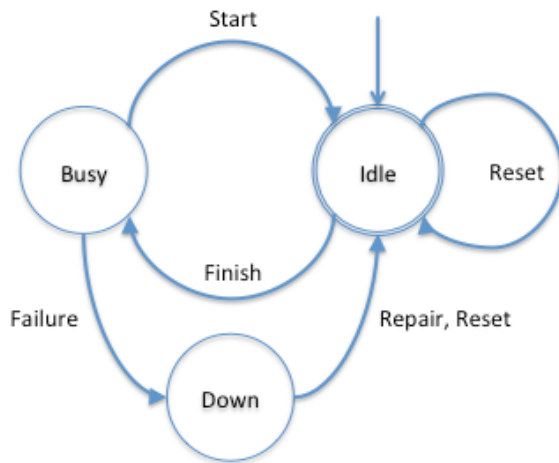 Start
Busy
Idle
Reset
Finish
Failure
Repair, Reset
Down